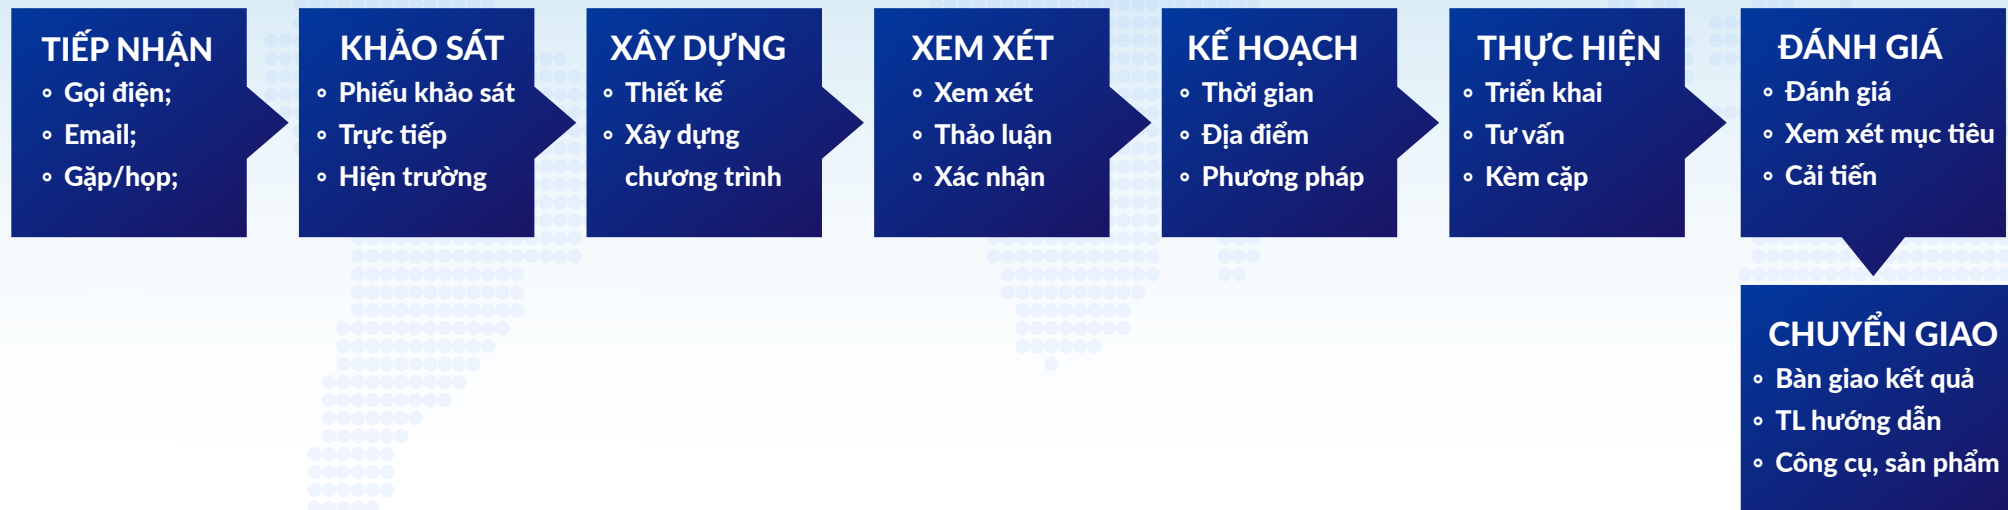 TIẾP NHẬN
Gọi điện;
Email;
Gặp/họp;
KHẢO SÁT
Phiếu khảo sát
Trực tiếp
Hiện trường
XÂY DỰNG
Thiết kế
Xây dựng
chương trình
XEM XÉT
Xem xét
Thảo luận
Xác nhận
KẾ HOẠCH
Thời gian
Địa điểm
Phương pháp
THỰC HIỆN
Triển khai
Tư vấn
Kèm cặp
ĐÁNH GIÁ
Đánh giá
Xem xét mục tiêu
Cải tiến
CHUYỂN GIAO
Bàn giao kết quả
TL hướng dẫn
Công cụ, sản phẩm